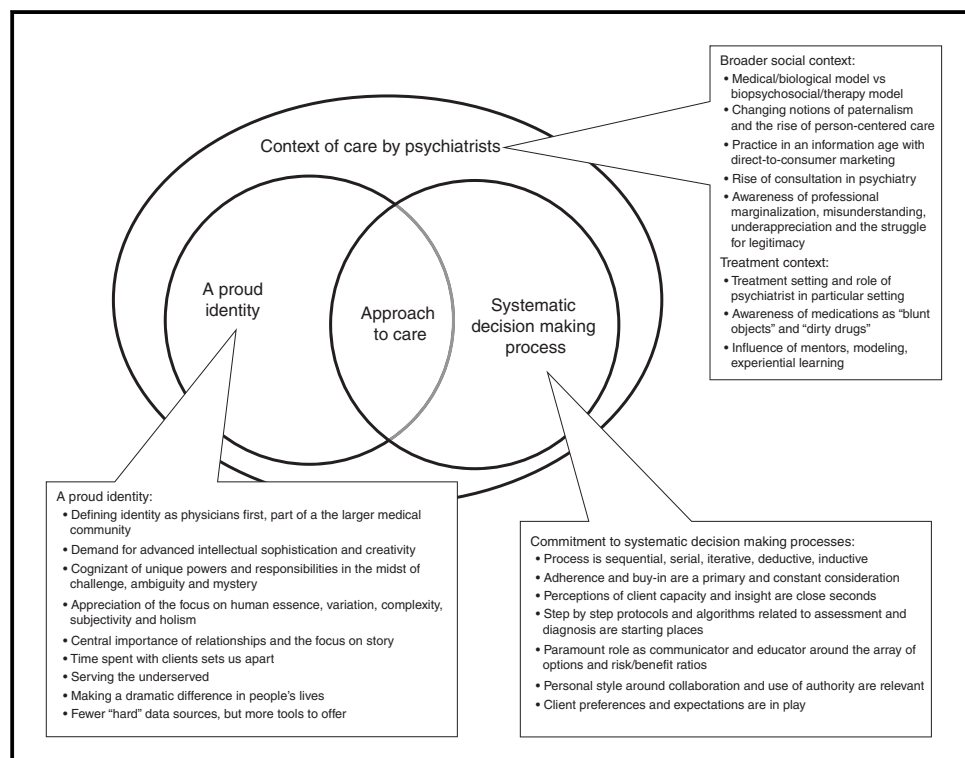 Context of care by psychiatrists
A proud
identity
Approach
to care
Systematic
decision making
process
Broader social context:
• Medical/biological model vs
biopsychosocial/therapy model
• Changing notions of paternalism
and the rise of person-centered care
• Practice in an information age with
direct-to-consumer marketing
• Rise of consultation in psychiatry
• Awareness of professional
marginalization, misunderstanding,
underappreciation and the struggle
for legitimacy
Treatment context:
• Treatment setting and role of
psychiatrist in particular setting
• Awareness of medications as “blunt
objects” and “dirty drugs”
• Influence of mentors, modeling,
experiential learning
A proud identity:
• Defining identity as physicians first, part of a the larger medical
community
• Demand for advanced intellectual sophistication and creativity
• Cognizant of unique powers and responsibilities in the midst of
challenge, ambiguity and mystery
• Appreciation of the focus on human essence, variation, complexity,
subjectivity and holism
• Central importance of relationships and the focus on story
• Time spent with clients sets us apart
• Serving the underserved
• Making a dramatic difference in people’s lives
• Fewer “hard” data sources, but more tools to offer
Commitment to systematic decision making processes:
• Process is sequential, serial, iterative, deductive, inductive
• Adherence and buy-in are a primary and constant consideration
• Perceptions of client capacity and insight are close seconds
• Step by step protocols and algorithms related to assessment and
diagnosis are starting places
• Paramount role as communicator and educator around the array of
options and risk/benefit ratios
• Personal style around collaboration and use of authority are relevant
• Client preferences and expectations are in play